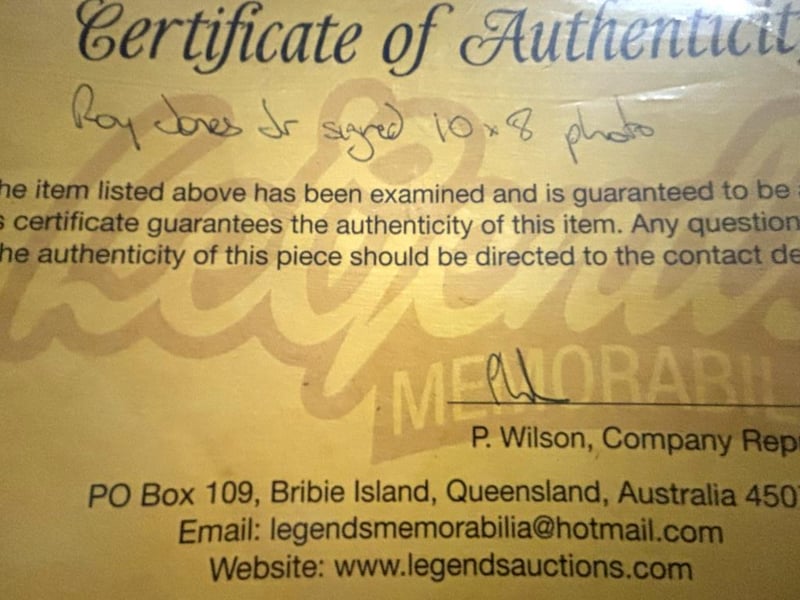 Certificate of Authenticity
Roy Jones Jr signed 10x8 photo
he item listed above has been examined and is guaranteed to be
s certificate guarantees the authenticity of this item. Any question
he authenticity of this piece should be directed to the contact de
Legends
MEMORABIL
P. Wilson, Company Rep
PO Box 109, Bribie Island, Queensland, Australia 450
Email: legendsmemorabilia@hotmail.com
Website: www.legendsauctions.com